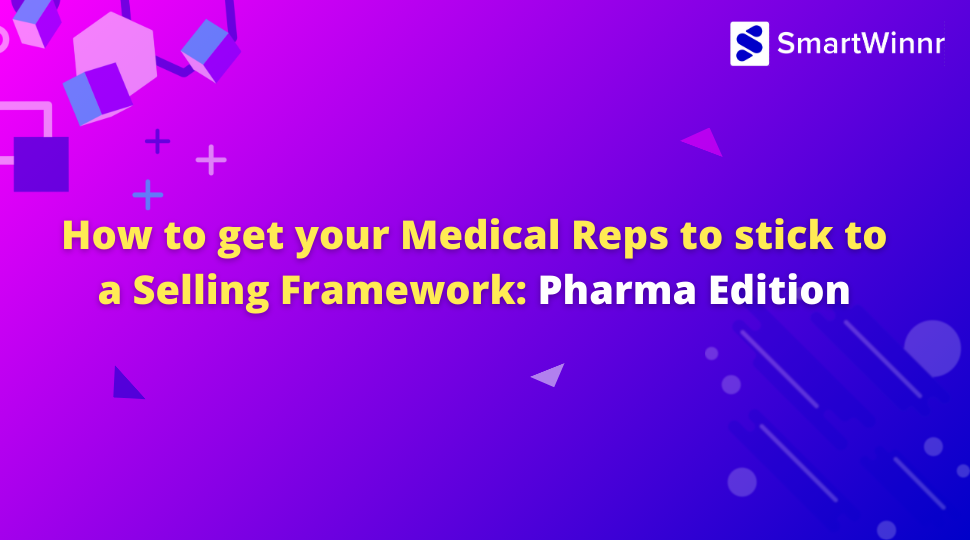 SmartWinnr
How to get your Medical Reps to stick to
a Selling Framework: Pharma Edition